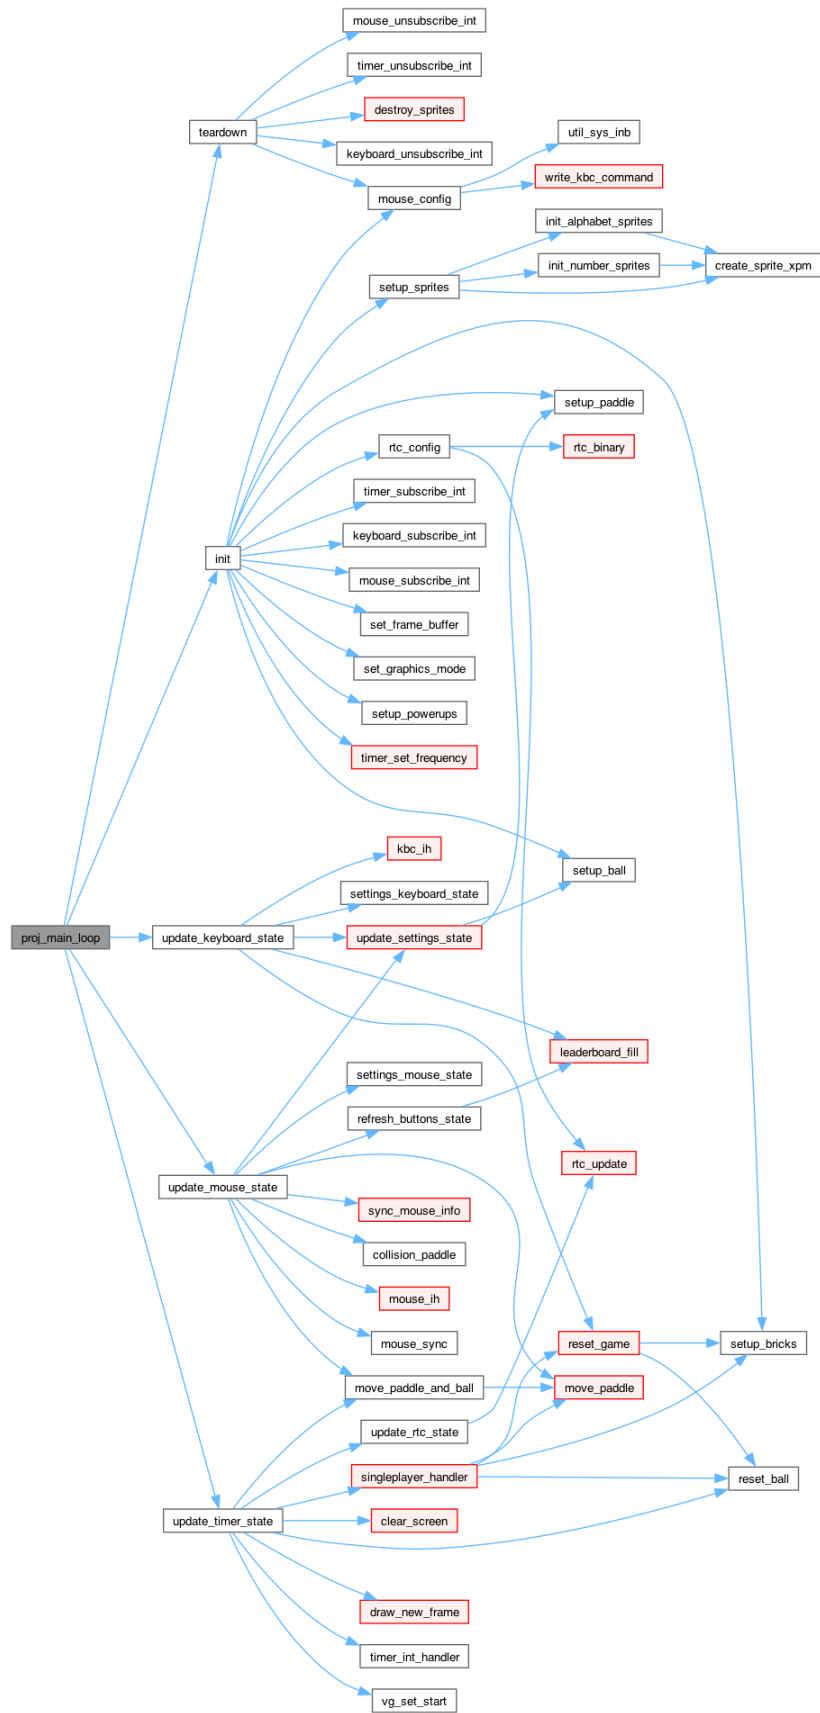 mouse_unsubscribe_int
timer_unsubscribe_int
destroy_sprites
teardown
util_sys_inb
keyboard_unsubscribe_int
write_kbc_command
mouse_config
init_alphabet_sprites
init_number_sprites
create_sprite_xpm
setup_sprites
setup_paddle
rtc_config
rtc_binary
timer_subscribe_int
keyboard_subscribe_int
init
mouse_subscribe_int
set_frame_buffer
set_graphics_mode
setup_powerups
timer_set_frequency
kbc_ih
setup_ball
settings_keyboard_state
proj_main_loop
update_keyboard_state
update_settings_state
leaderboard_fill
settings_mouse_state
refresh_buttons_state
rtc_update
update_mouse_state
sync_mouse_info
collision_paddle
mouse_ih
mouse_sync
reset_game
setup_bricks
move_paddle_and_ball
move_paddle
update_rtc_state
singleplayer_handler
reset_ball
update_timer_state
clear_screen
draw_new_frame
timer_int_handler
vg_set_start